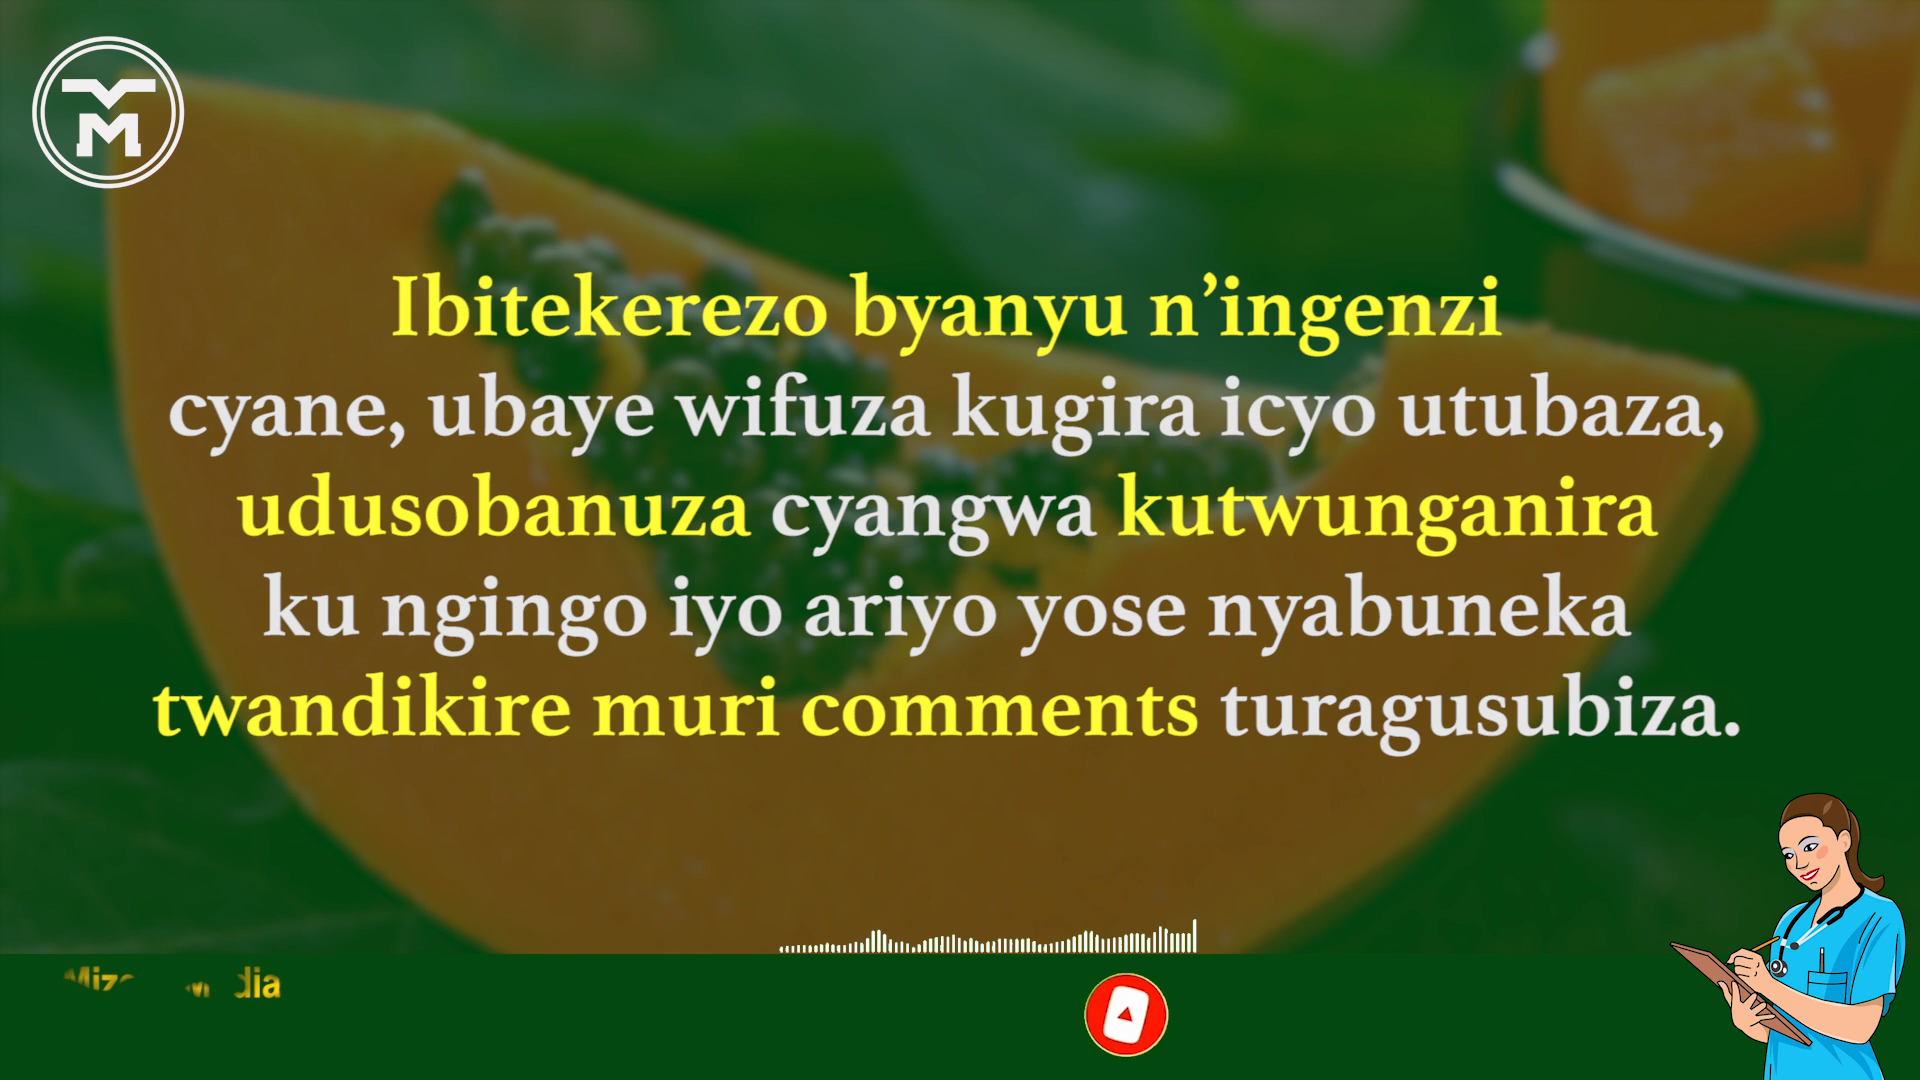 Ibitekerezo byanyu n’ingenzi
cyane, ubaye wifuza kugira icyo utubaza,
udusobanuza cyangwa kutwunganira
ku ngingo iyo ariyo yose nyabuneka
twandikire muri comments turagusubiza.